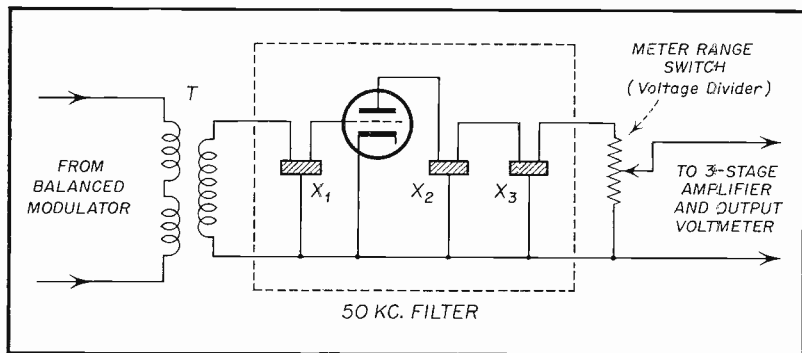 METER RANGE
SWITCH
(Voltage Divider)
T
FROM
BALANCED
MODULATOR
X1
X2
X3
TO 3-STAGE
AMPLIFIER
AND OUTPUT
VOLTMETER
50 KC. FILTER